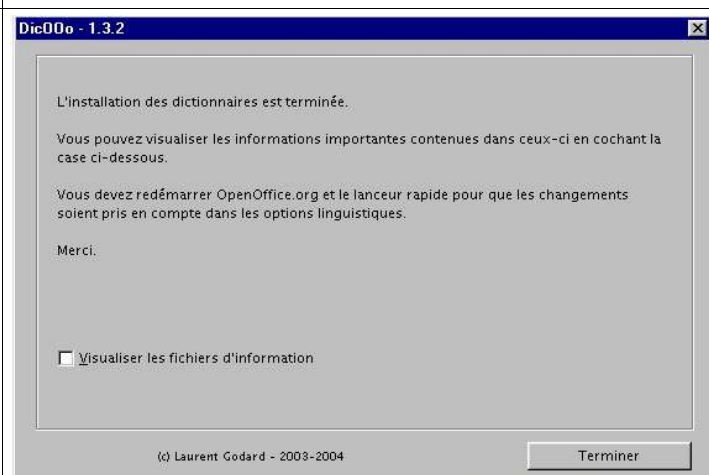 DicOOo - 1.3.2
L'installation des dictionnaires est terminée.
Vous pouvez visualiser les informations importantes contenues dans ceux-ci en cochant la
case ci-dessous.
Vous devez redémarrer OpenOffice.org et le lanceur rapide pour que les changements
soient pris en compte dans les options linguistiques.
Merci.
Visualiser les fichiers d'information
(c) Laurent Godard - 2003-2004
Terminer